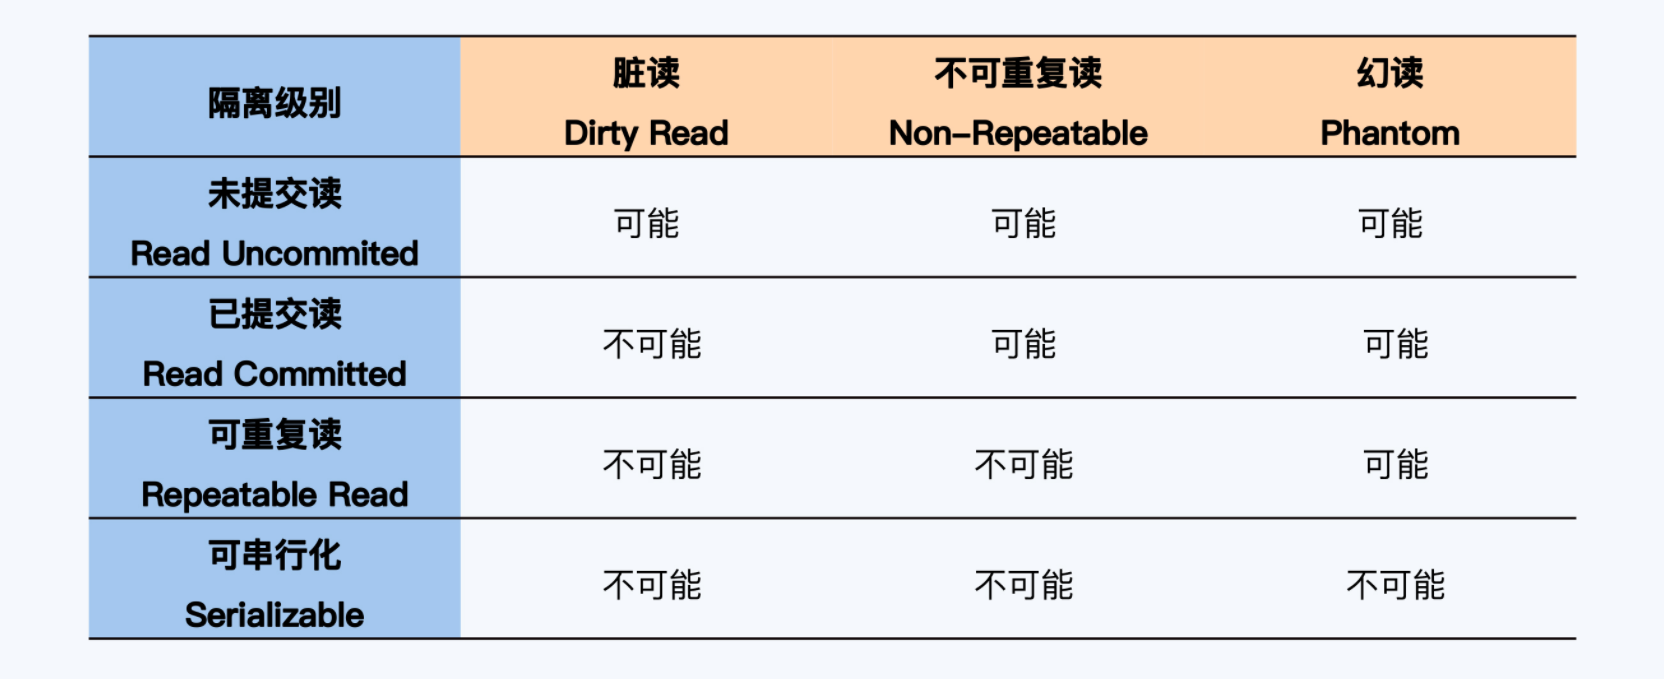 隔离级别
脏读
不可重复读
幻读
Dirty Read
Non-Repeatable
Phantom
未提交读
Read Uncommited
可能
可能
可能
已提交读
Read Committed
不可能
可能
可能
可重复读
Repeatable Read
不可能
不可能
可能
可串行化
Serializable
不可能
不可能
不可能